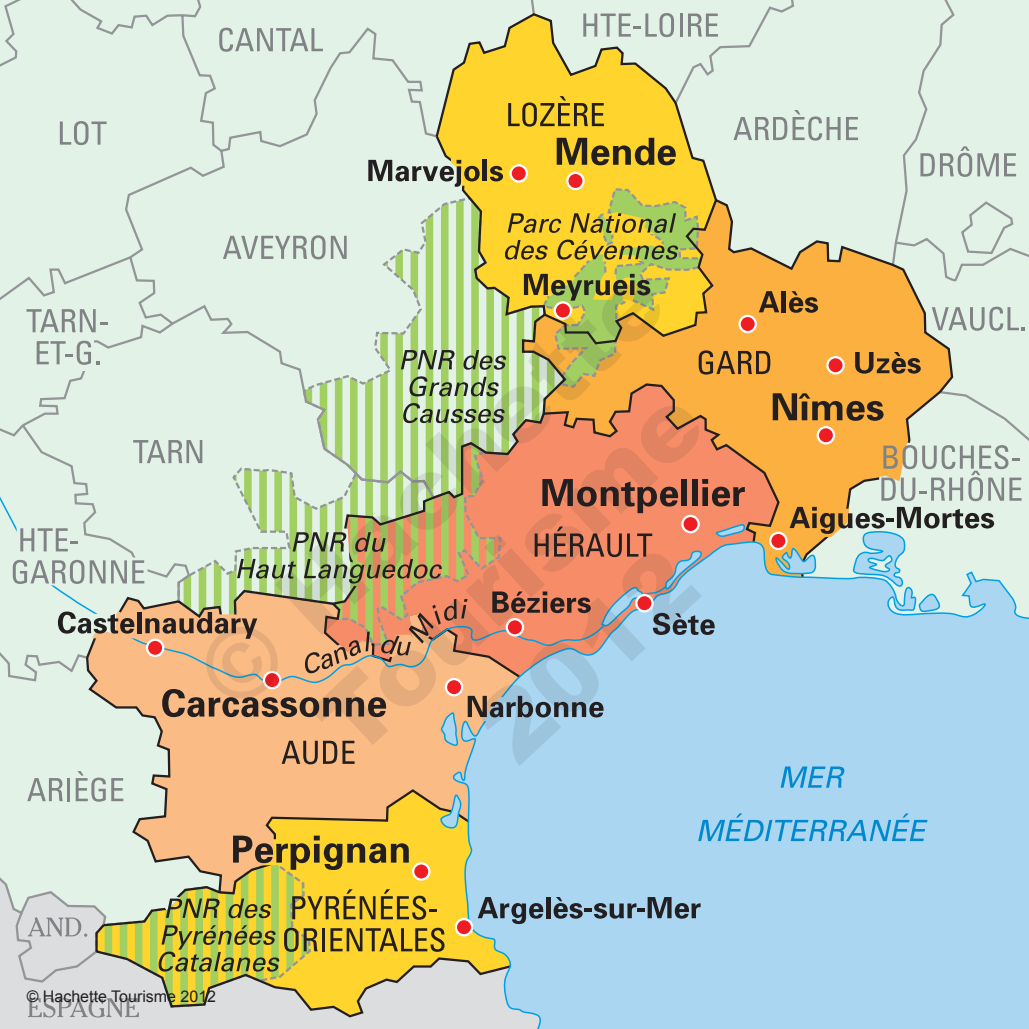 HTE-LOIRE
CANTAL
LOZÈRE
ARDÈCHE
LOT
Mende
Marvejols
DRÔME
Parc National
des Cévennes
AVEYRON
Meyrueis
Alès
TARN-
ET-G.
VAUCL.
PNR des
Grands
Causses
GARD
Uzès
Nîmes
TARN
BOUCHES-
DU-RHÔNE
Montpellier
Aigues-Mortes
HTE-
GARONNE
PNR du
Haut Languedoc
HÉRAULT
Castelnaudary
Canal du Midi
Béziers
Sète
Carcassonne
Narbonne
AUDE
ARIÈGE
MER
MÉDITERRANÉE
Perpignan
PNR des
Pyrénées
Catalanes
PYRÉNÉES-
ORIENTALES
Argelès-sur-Mer
AND.
© Hachette Tourisme 2012
ESPAGNE
© Hachette
Tourisme
2012